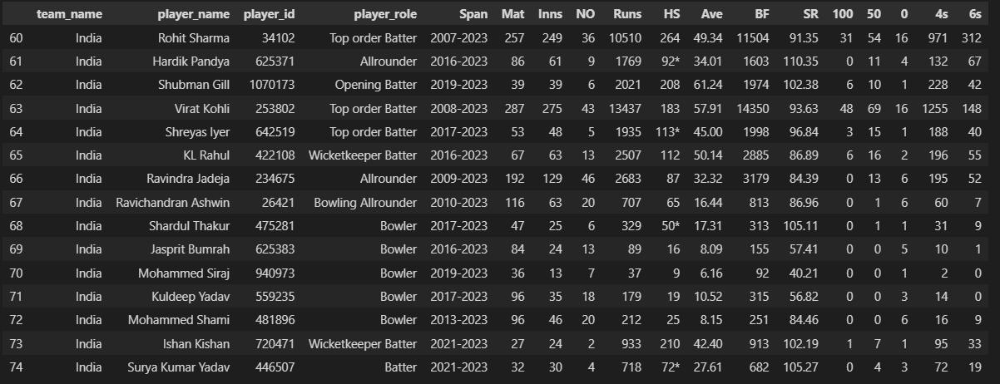 team_name player_name player_id player_role Span Mat Inns NO Runs HS Ave BF SR 100 50 0 4s 6s
60 India Rohit Sharma 34102 Top order Batter 2007-2023 257 249 36 10510 264 49.34 11504 91.35 31 54 16 971 312
61 India Hardik Pandya 625371 Allrounder 2016-2023 86 61 9 1769 92* 34.01 1603 110.35 0 11 4 132 67
62 India Shubman Gill 1070173 Opening Batter 2019-2023 39 39 6 2021 208 61.24 1974 102.38 6 10 1 228 42
63 India Virat Kohli 253802 Top order Batter 2008-2023 287 275 43 13437 183 57.91 14350 93.63 48 69 16 1255 148
64 India Shreyas Iyer 642519 Top order Batter 2017-2023 53 48 5 1935 113* 45.00 1998 96.84 3 15 1 188 40
65 India KL Rahul 422108 Wicketkeeper Batter 2016-2023 67 63 13 2507 112 50.14 2885 86.89 6 16 2 196 55
66 India Ravindra Jadeja 234675 Allrounder 2009-2023 192 129 46 2683 87 32.32 3179 84.39 0 13 6 195 52
67 India Ravichandran Ashwin 26421 Bowling Allrounder 2010-2023 116 63 20 707 65 16.44 813 86.96 0 1 6 60 7
68 India Shardul Thakur 475281 Bowler 2017-2023 47 25 6 329 50* 17.31 313 105.11 0 1 1 31 9
69 India Jasprit Bumrah 625383 Bowler 2016-2023 84 24 13 89 16 8.09 155 57.41 0 0 5 10 1
70 India Mohammed Siraj 940973 Bowler 2019-2023 36 13 7 37 9 6.16 92 40.21 0 0 1 2 0
71 India Kuldeep Yadav 559235 Bowler 2017-2023 96 35 18 179 19 10.52 315 56.82 0 0 3 14 0
72 India Mohammed Shami 481896 Bowler 2013-2023 96 46 20 212 25 8.15 251 84.46 0 0 6 16 9
73 India Ishan Kishan 720471 Wicketkeeper Batter 2021-2023 27 24 2 933 210 42.40 913 102.19 1 7 1 95 33
74 India Surya Kumar Yadav 446507 Batter 2021-2023 32 30 4 718 72* 27.61 682 105.27 0 4 3 72 19